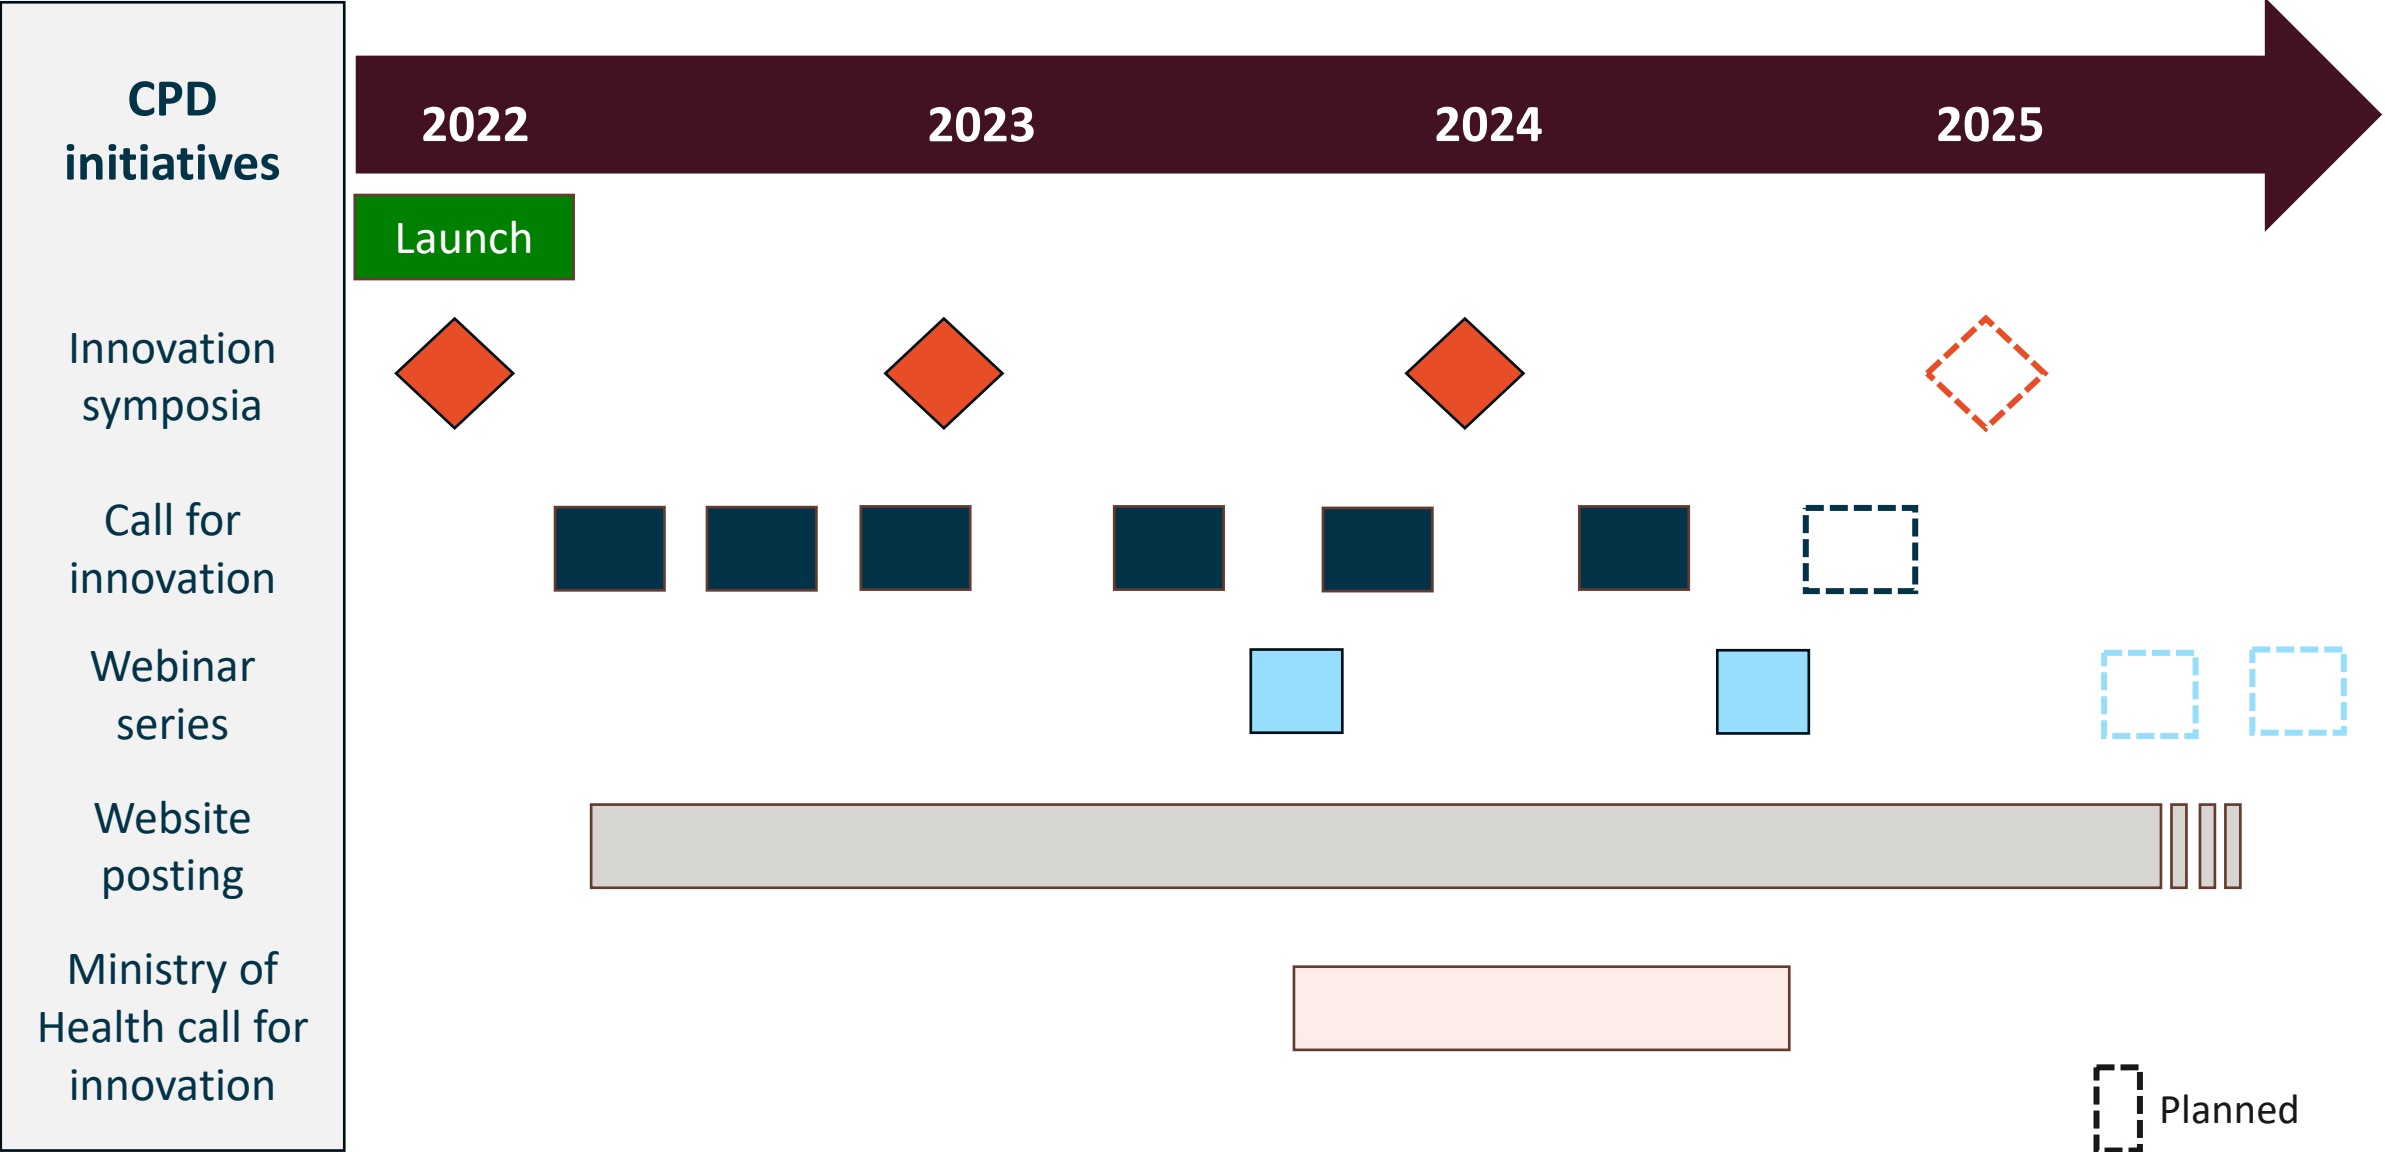 CPD
initiatives
2022
2023
2024
2025
Launch
Innovation
symposia
Call for
innovation
Webinar
series
Website
posting
Ministry of
Health call for
innovation
Planned